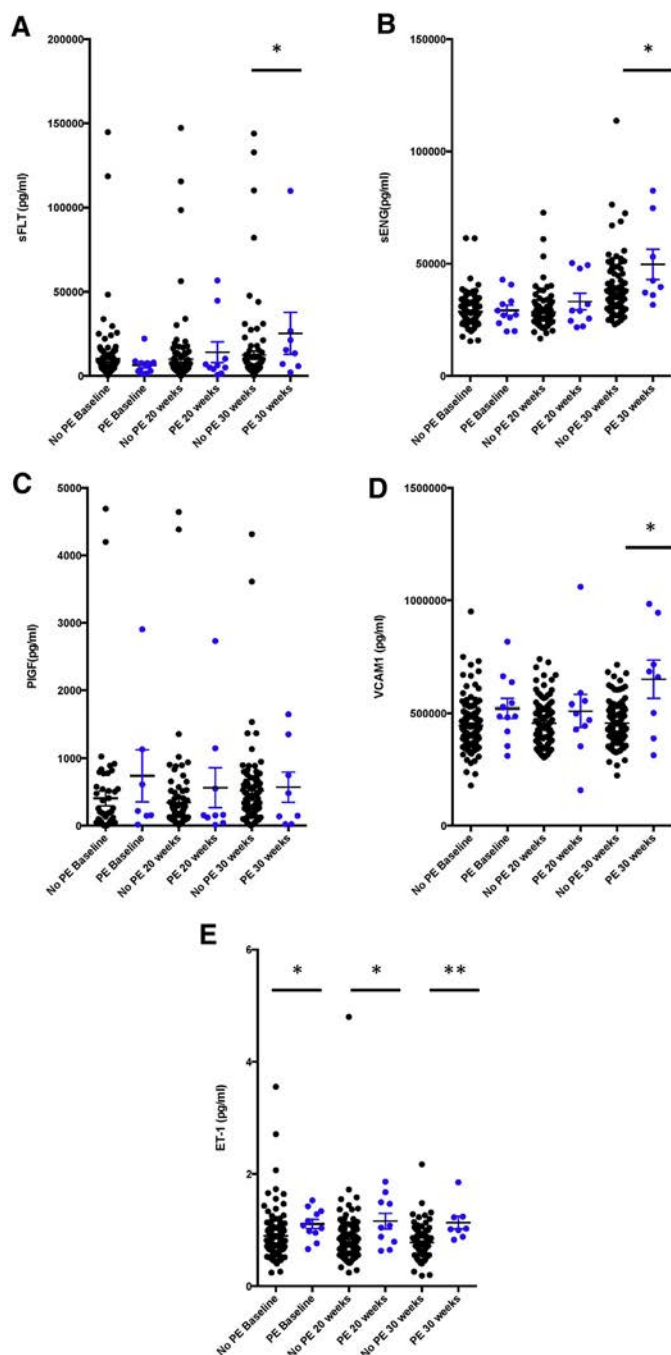 A
*
200000
150000
100000
50000
0
sFLT (pg/ml)
No PE Baseline
PE Baseline
No PE 20 weeks
PE 20 weeks
No PE 30 weeks
PE 30 weeks
B
*
150000
100000
50000
0
sENG(pg/ml)
No PE Baseline
PE Baseline
No PE 20 weeks
PE 20 weeks
No PE 30 weeks
PE 30 weeks
C
5000
4000
3000
2000
1000
0
PlGF(pg/ml)
No PE Baseline
PE Baseline
No PE 20 weeks
PE 20 weeks
No PE 30 weeks
PE 30 weeks
D
*
1500000
1000000
500000
0
VCAM1 (pg/ml)
No PE Baseline
PE Baseline
No PE 20 weeks
PE 20 weeks
No PE 30 weeks
PE 30 weeks
E
* * **
6
4
2
0
ET-1 (pg/ml)
No PE Baseline
PE Baseline
No PE 20 weeks
PE 20 weeks
No PE 30 weeks
PE 30 weeks